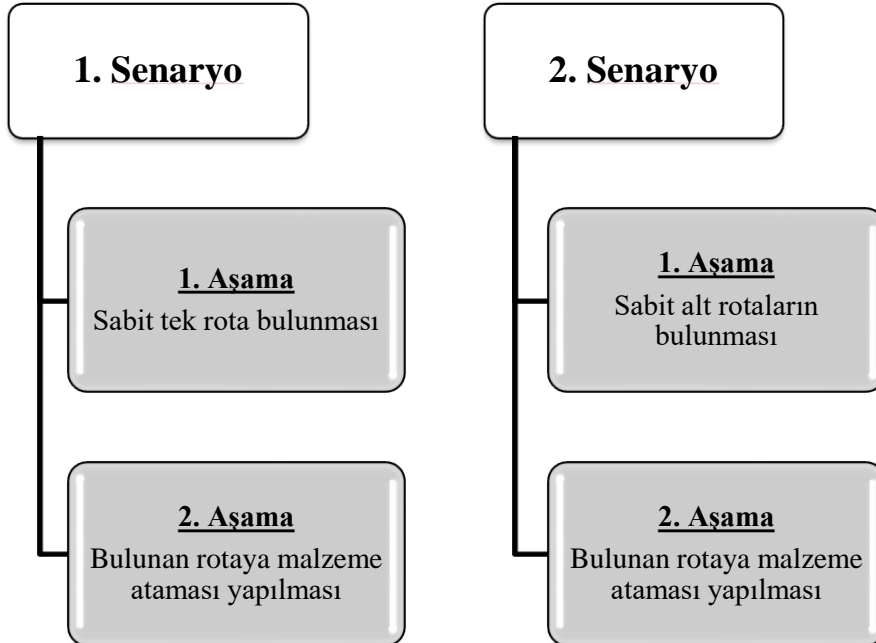 1. Senaryo
1. Aşama
Sabit tek rota bulunması
2. Aşama
Bulunan rotaya malzeme
ataması yapılması
2. Senaryo
1. Aşama
Sabit alt rotaların
bulunması
2. Aşama
Bulunan rotaya malzeme
ataması yapılması